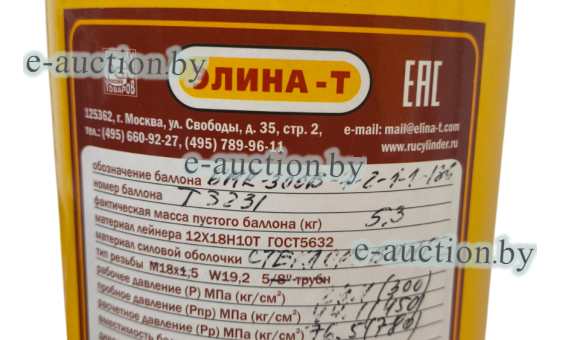 e-auction.by
ТОВАРОВ
ЭЛИНА-Т
EAC
125362, г. Москва, ул. Свободы, д. 35, стр. 2,
тел.: (495) 660-92-27, (495) 789-96-11
e-mail: mail@elina-t.com
www.rucylinder.ru
e-auction.by
обозначение баллона
номер баллона Т 3231
фактическая масса пустого баллона (кг) 5,3
материал лейнера 12Х18Н10Т ГОСТ5632
материал силовой оболочки
e-auction.by
тип резьбы М18х1,5 W19,2 5/8" трубн
рабочее давление (Р) МПа (кг/см²) (300)
пробное давление (Рпр) МПа (кг/см²) (450)
расчетное давление (Рр) МПа (кг/см²)
вместимость